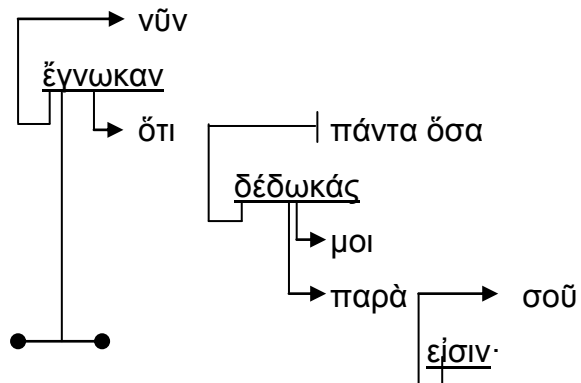 νῦν
ἔγνωκαν
ὅτι πάντα ὅσα
δέδωκάς
μοι
παρὰ σοῦ
εἰσιν·